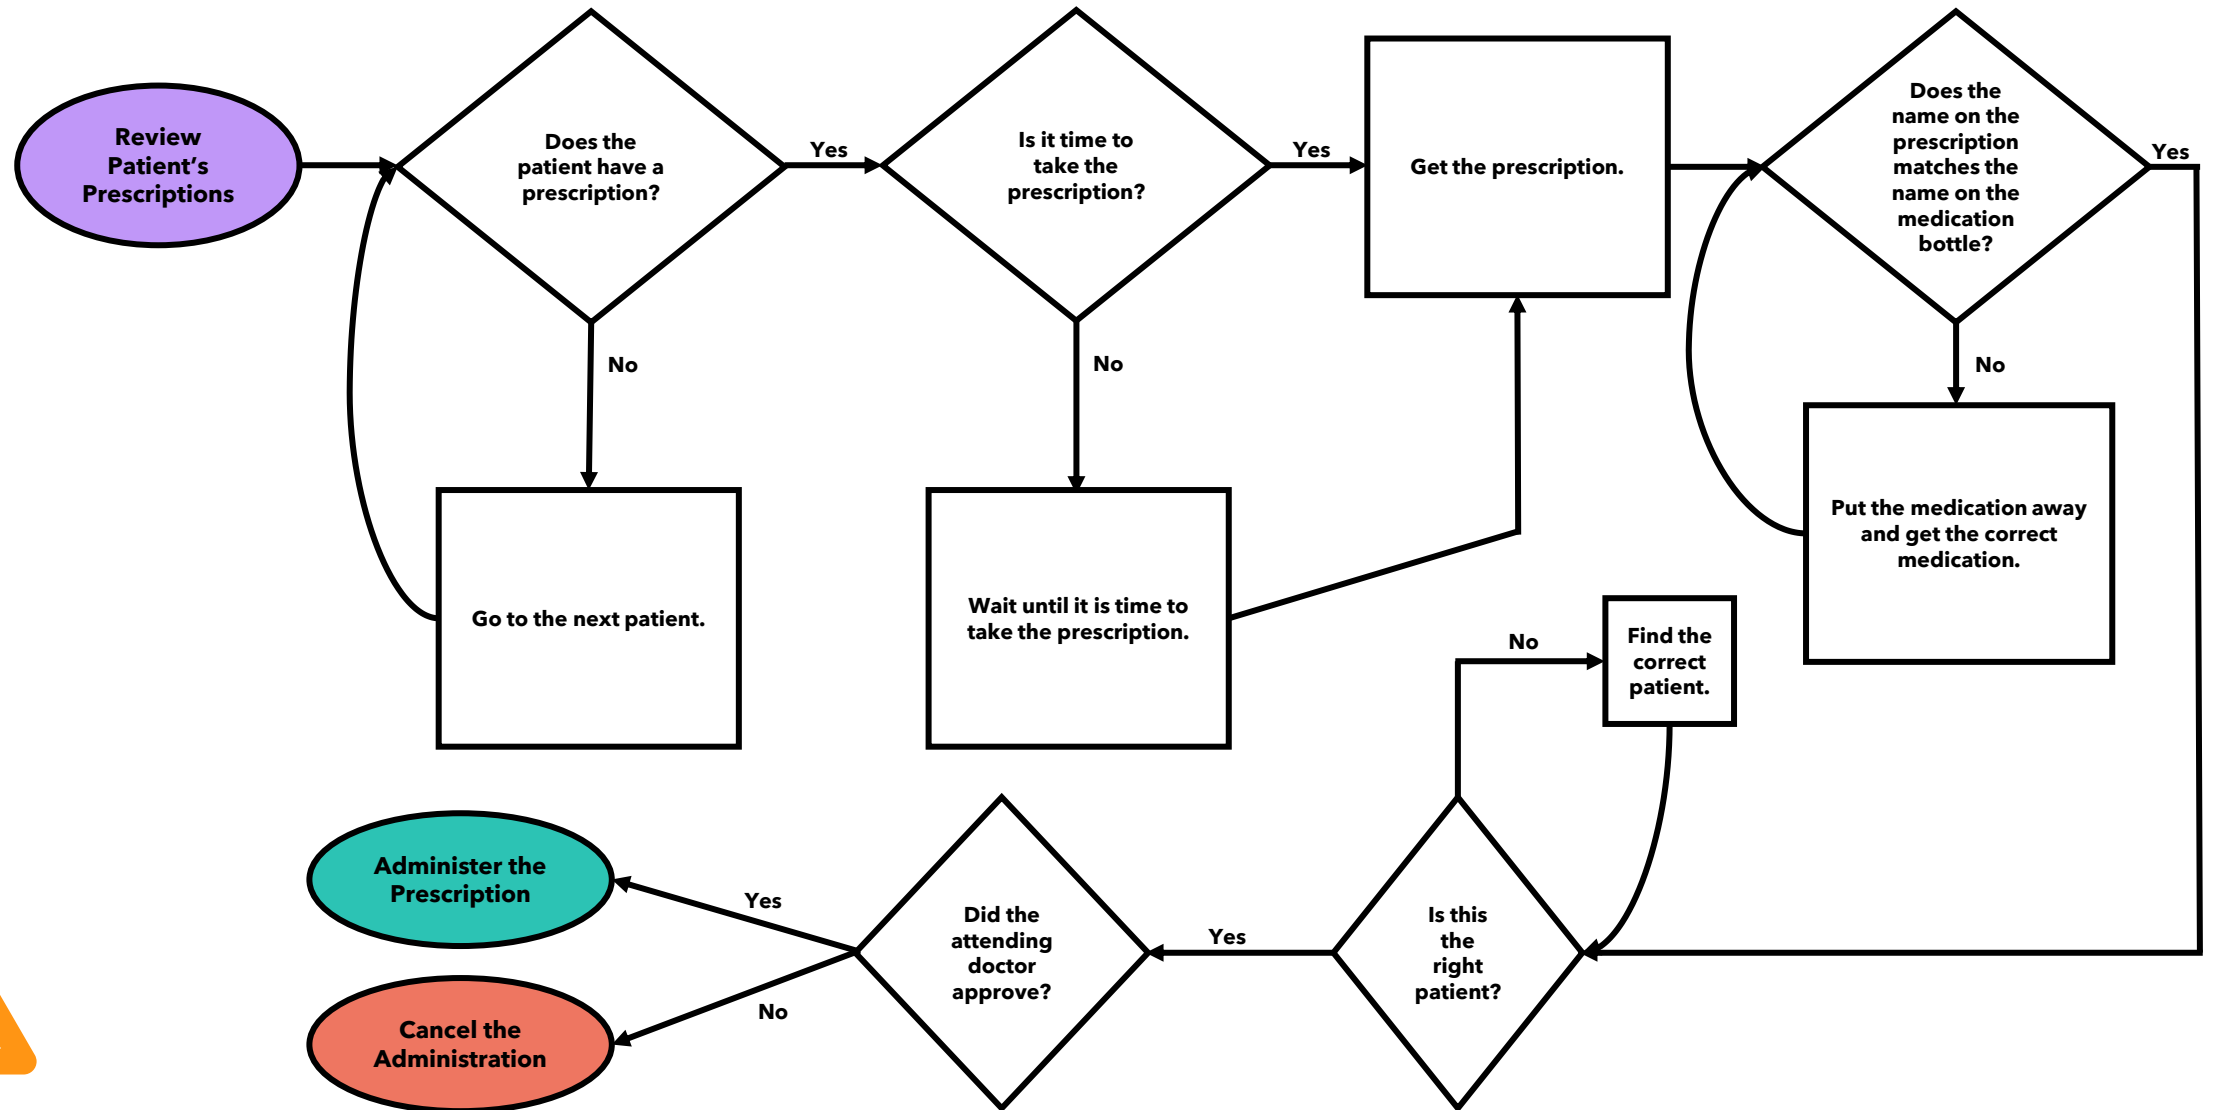 Review
Patient’s
Prescriptions
Does the
patient have a
prescription?
Yes
Is it time to
take the
prescription?
Yes
Get the prescription.
Does the
name on the
prescription
matches the
name on the
medication
bottle?
Yes
No
No
No
Go to the next patient.
Wait until it is time to
take the prescription.
Put the medication away
and get the correct
medication.
No
Find the
correct
patient.
Is this
the
right
patient?
Yes
Did the
attending
doctor
approve?
Yes
Administer the
Prescription
No
Cancel the
Administration